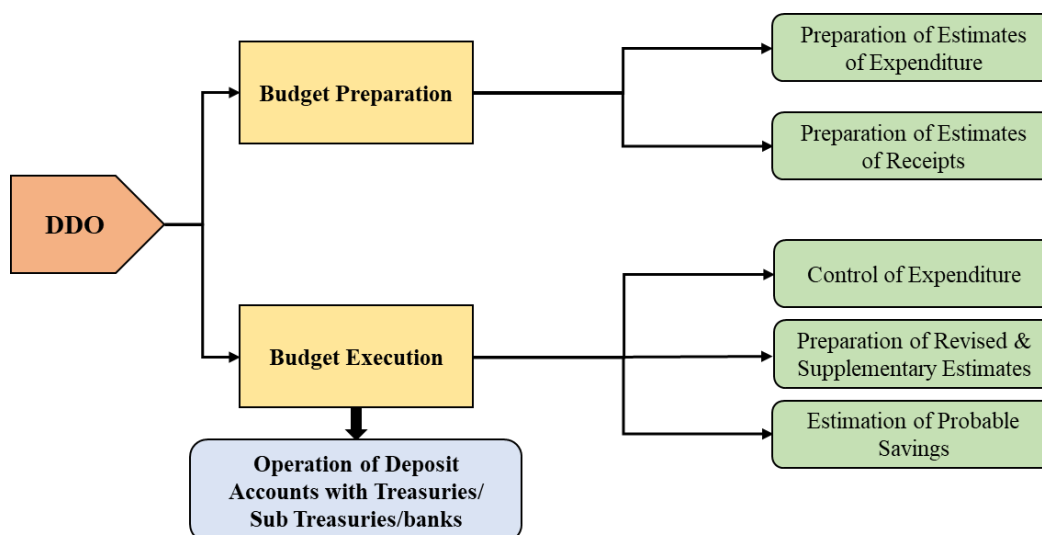 DDO
Budget Preparation
Preparation of Estimates
of Expenditure
Preparation of Estimates
of Receipts
Budget Execution
Control of Expenditure
Preparation of Revised &
Supplementary Estimates
Estimation of Probable
Savings
Operation of Deposit
Accounts with Treasuries/
Sub Treasuries/banks